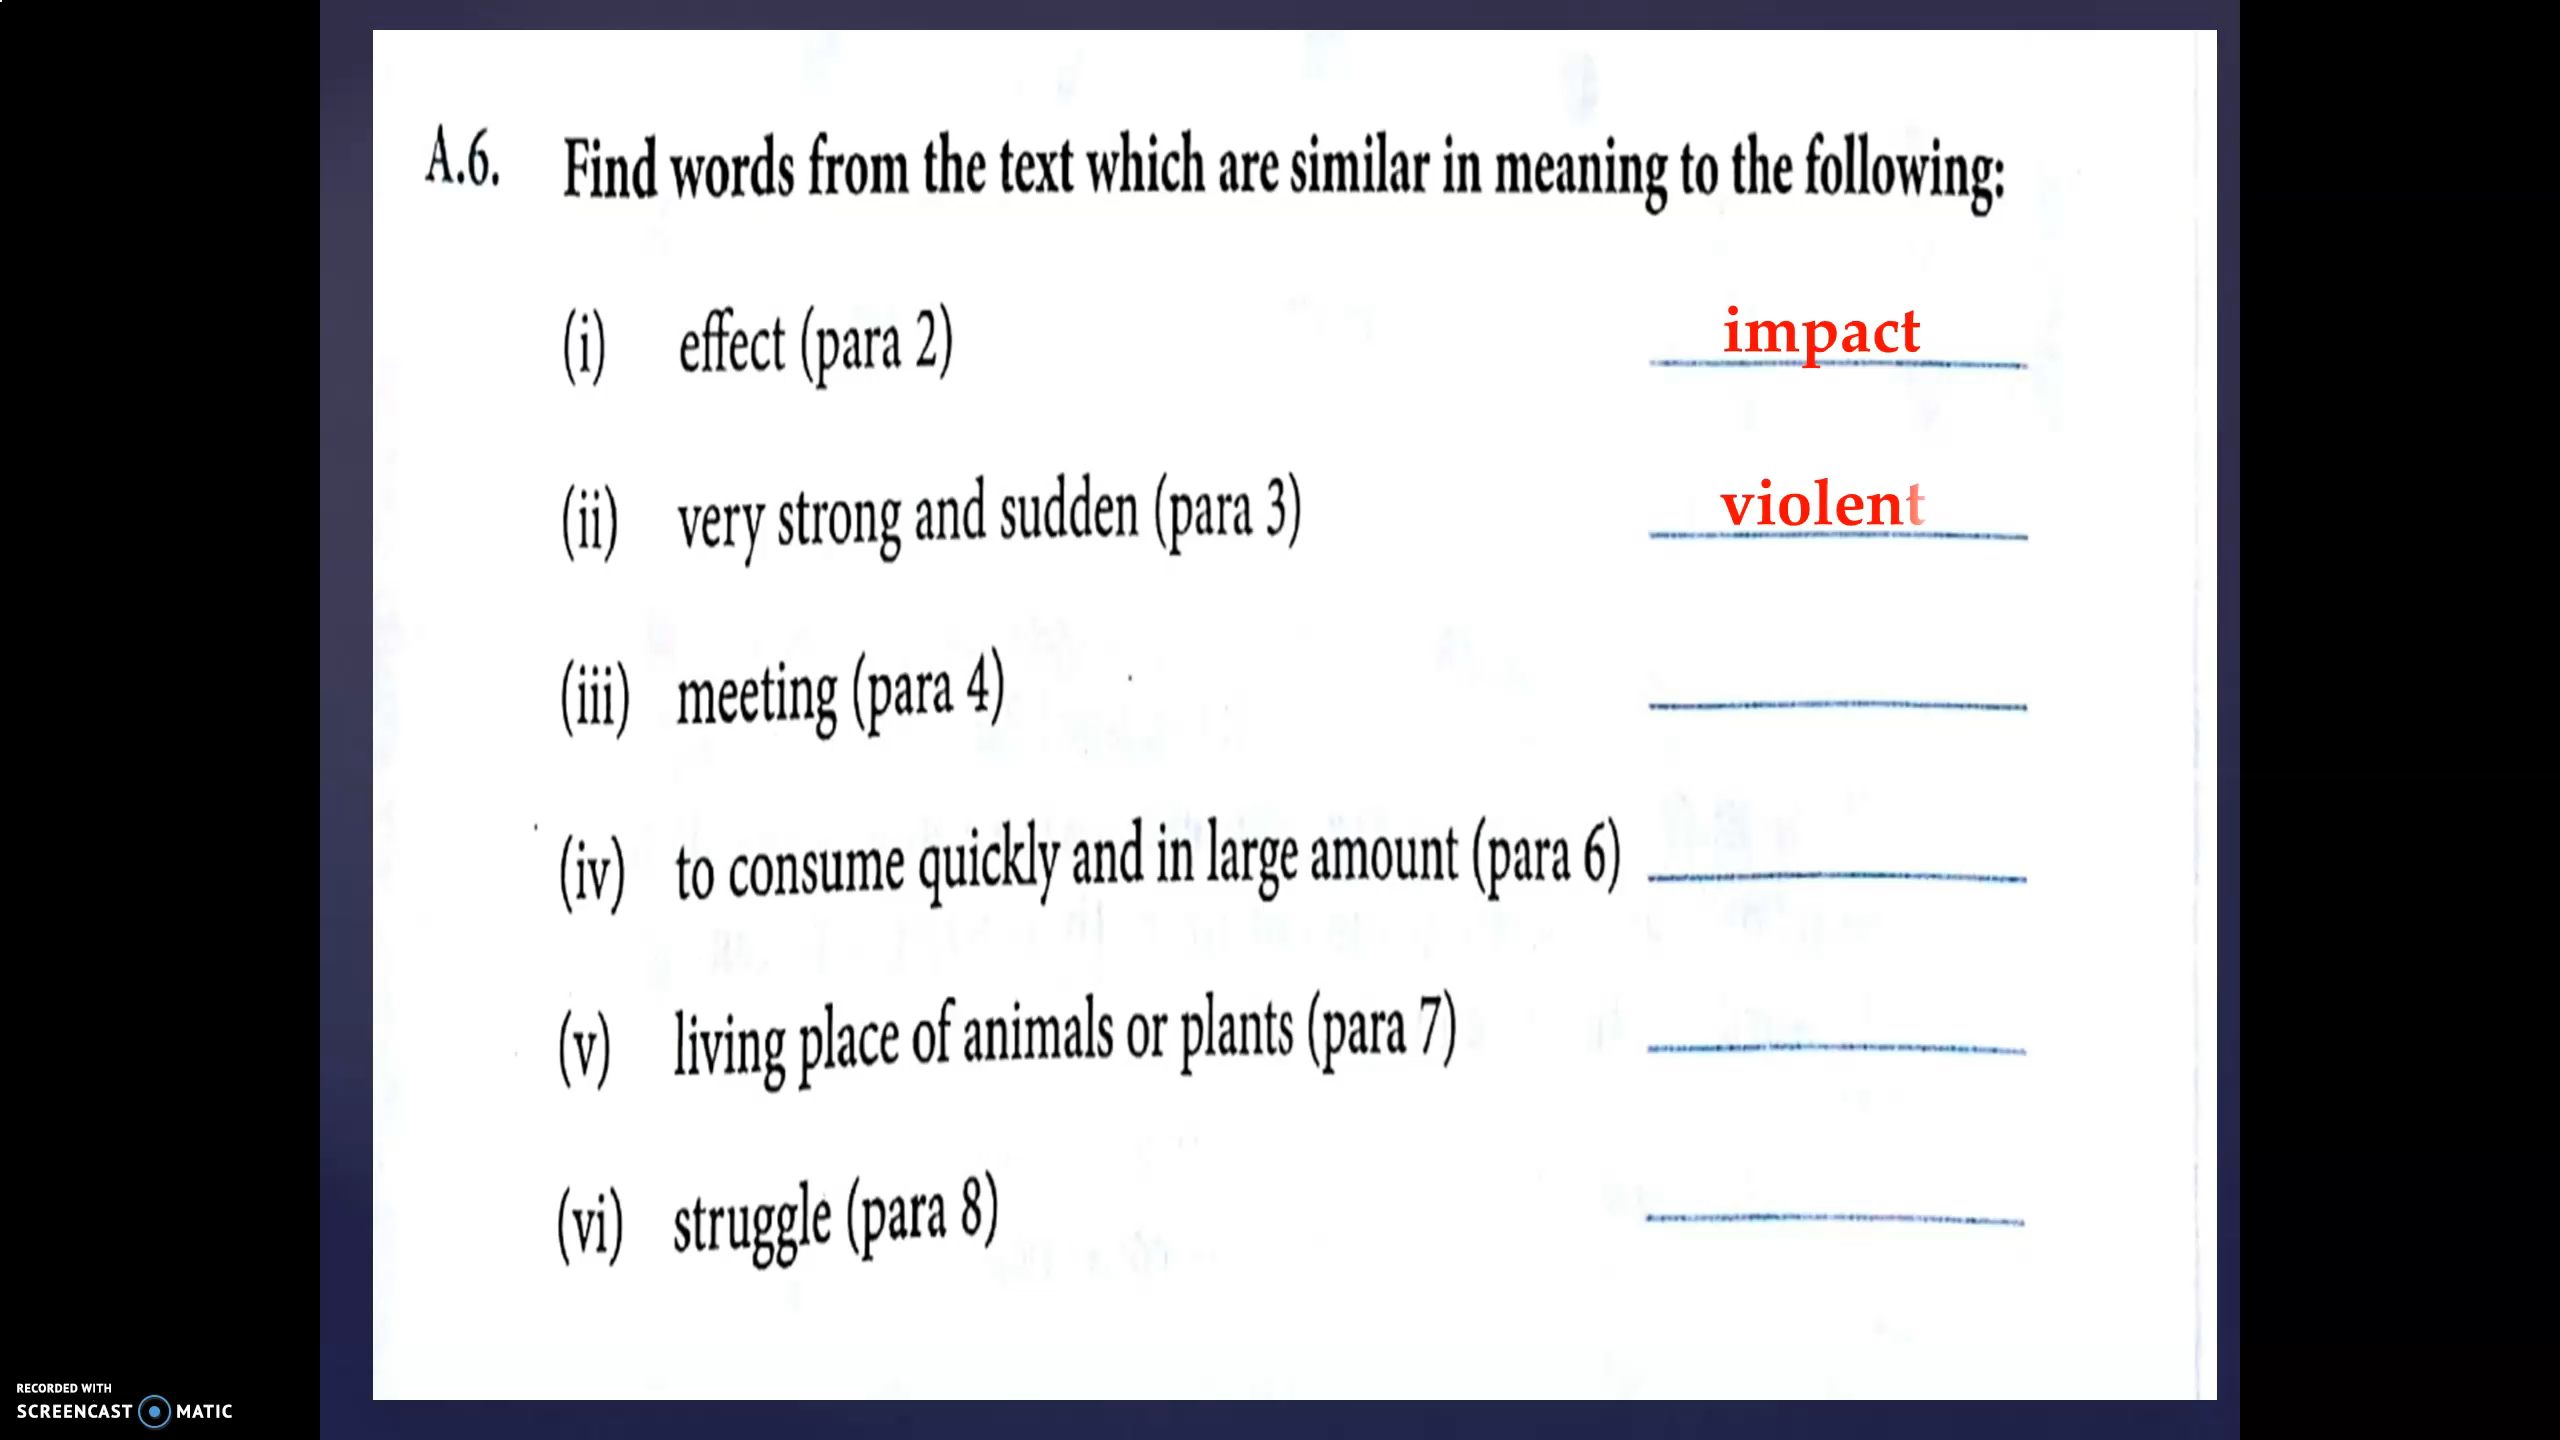 A.6. Find words from the text which are similar in meaning to the following:
(i) effect (para 2) impact
(ii) very strong and sudden (para 3) violent
(iii) meeting (para 4)
(iv) to consume quickly and in large amount (para 6)
(v) living place of animals or plants (para 7)
(vi) struggle (para 8)
RECORDED WITH
SCREENCAST MATIC